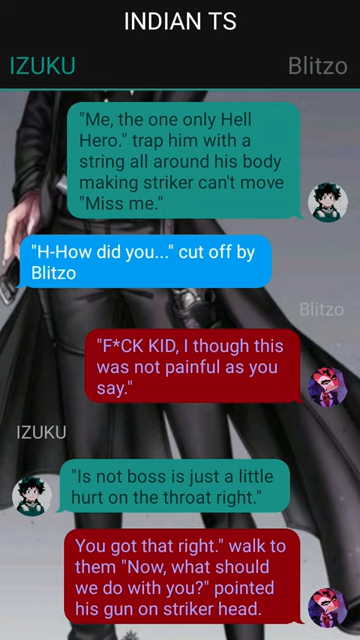 INDIAN TS
IZUKU
Blitzo
"Me, the one only Hell
Hero." trap him with a
string all around his body
making striker can't move
"Miss me."
"H-How did you..." cut off by
Blitzo
Blitzo
"F*CK KID, I though this
was not painful as you
say."
IZUKU
"Is not boss is just a little
hurt on the throat right."
You got that right." walk to
them "Now, what should
we do with you?" pointed
his gun on striker head.